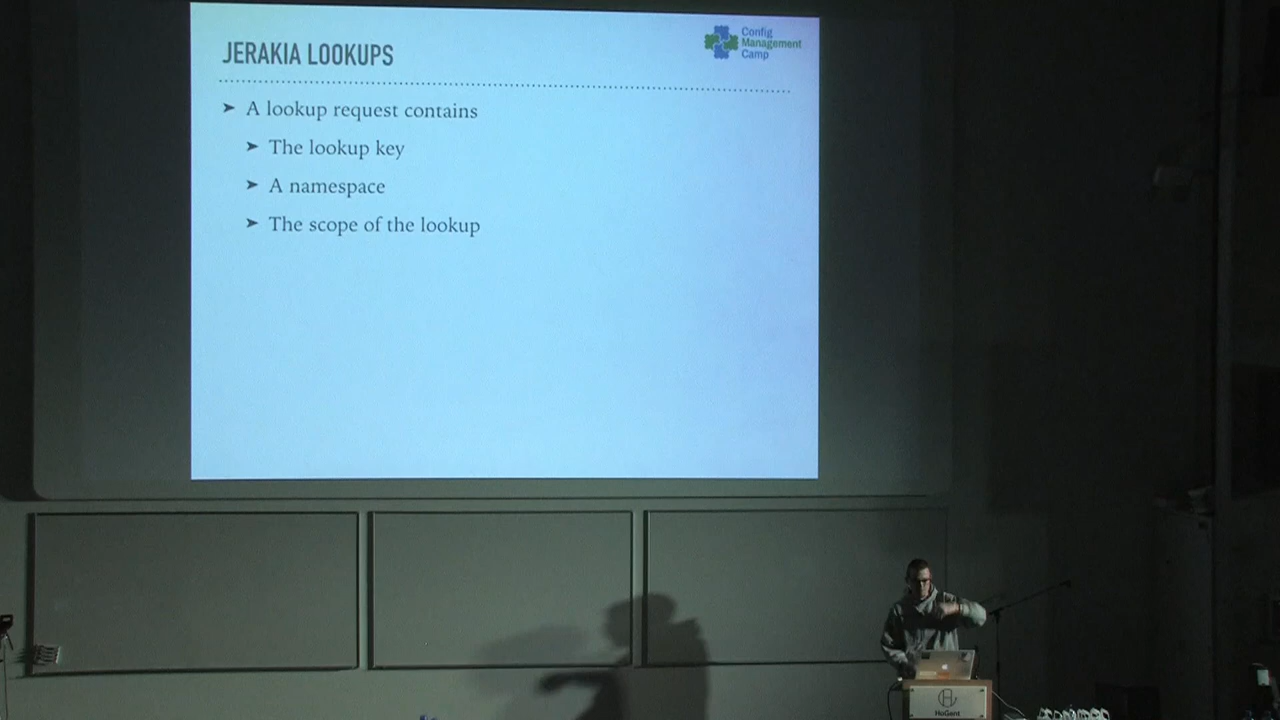 JERAKIA LOOKUPS
Config
Management
Camp
➤ A lookup request contains
➤ The lookup key
➤ A namespace
➤ The scope of the lookup
HoGent